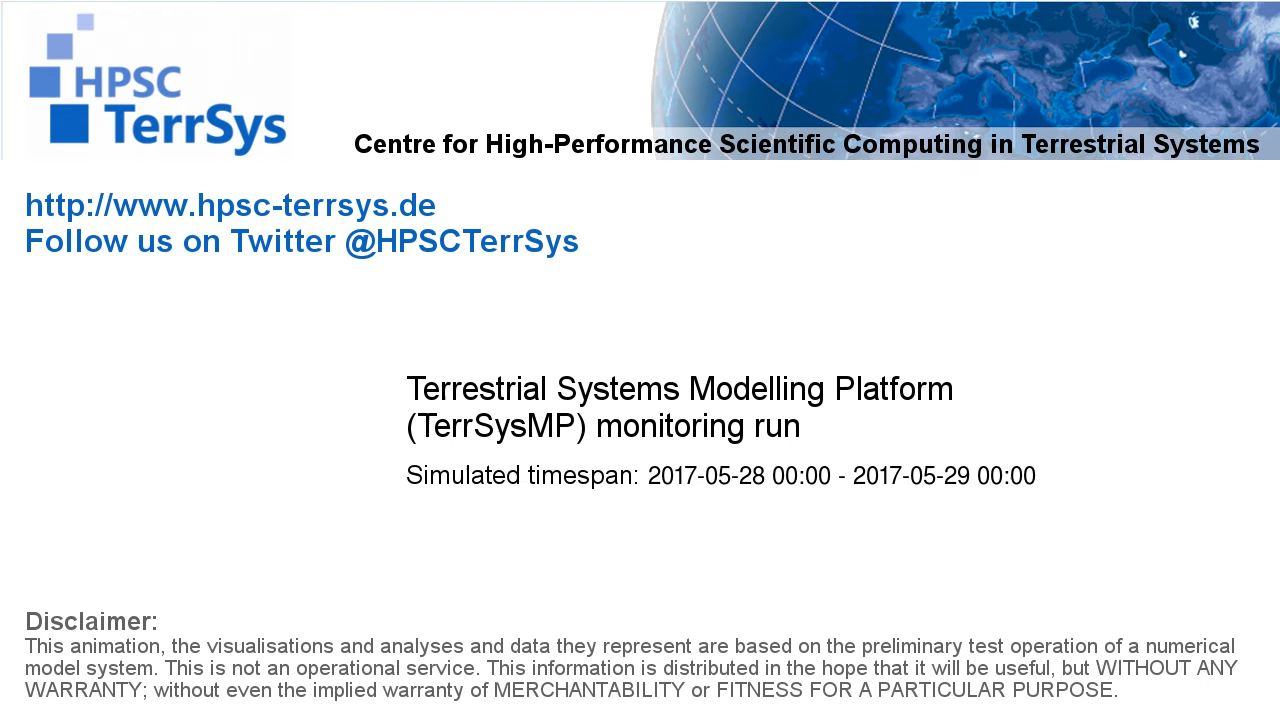 HPSC
TerrSys
Centre for High-Performance Scientific Computing in Terrestrial Systems
http://www.hpsc-terrsys.de
Follow us on Twitter @HPSCTerrSys
Terrestrial Systems Modelling Platform
(TerrSysMP) monitoring run
Simulated timespan: 2017-05-28 00:00 - 2017-05-29 00:00
Disclaimer:
This animation, the visualisations and analyses and data they represent are based on the preliminary test operation of a numerical
model system. This is not an operational service. This information is distributed in the hope that it will be useful, but WITHOUT ANY
WARRANTY; without even the implied warranty of MERCHANTABILITY or FITNESS FOR A PARTICULAR PURPOSE.